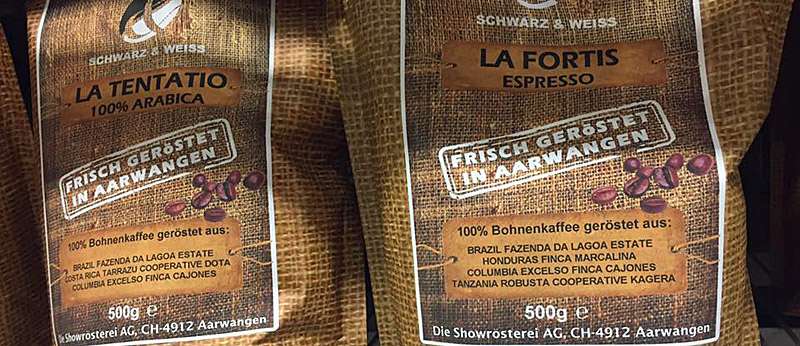 SCHWARZ & WEISS
LA TENTATIO
100% ARABICA
FRISCH GERÖSTET
IN AARWANGEN
100% Bohnenkaffee geröstet aus:
BRAZIL FAZENDA DA LAGOA ESTATE
COSTA RICA TARRAZU COOPERATIVE DOTA
COLUMBIA EXCELSO FINCA CAJONES
500g e
Die Showrösterei AG, CH-4912 Aarwangen
SCHWARZ & WEISS
LA FORTIS
ESPRESSO
FRISCH GERÖSTET
IN AARWANGEN
100% Bohnenkaffee geröstet aus:
BRAZIL FAZENDA DA LAGOA ESTATE
HONDURAS FINCA MARCALINA
COLUMBIA EXCELSO FINCA CAJONES
TANZANIA ROBUSTA COOPERATIVE KAGERA
500g e
Die Showrösterei AG, CH-4912 Aarwangen